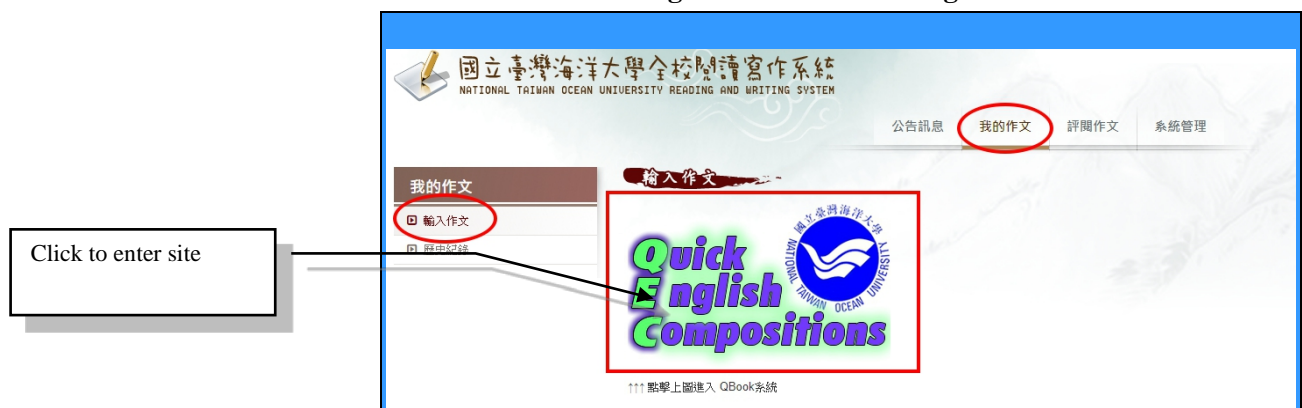 國立臺灣海洋大學全校閱讀寫作系統
NATIONAL TAIWAN OCEAN UNIVERSITY READING AND WRITING SYSTEM
公告訊息 我的作文 評閱作文 系統管理
我的作文
輸入作文
歷史紀錄
輸入作文
Click to enter site
Quick
English
Compositions
國立臺灣海洋大學
NATIONAL TAIWAN OCEAN UNIVERSITY
↑↑↑ 點擊上圖進入 QBook系統